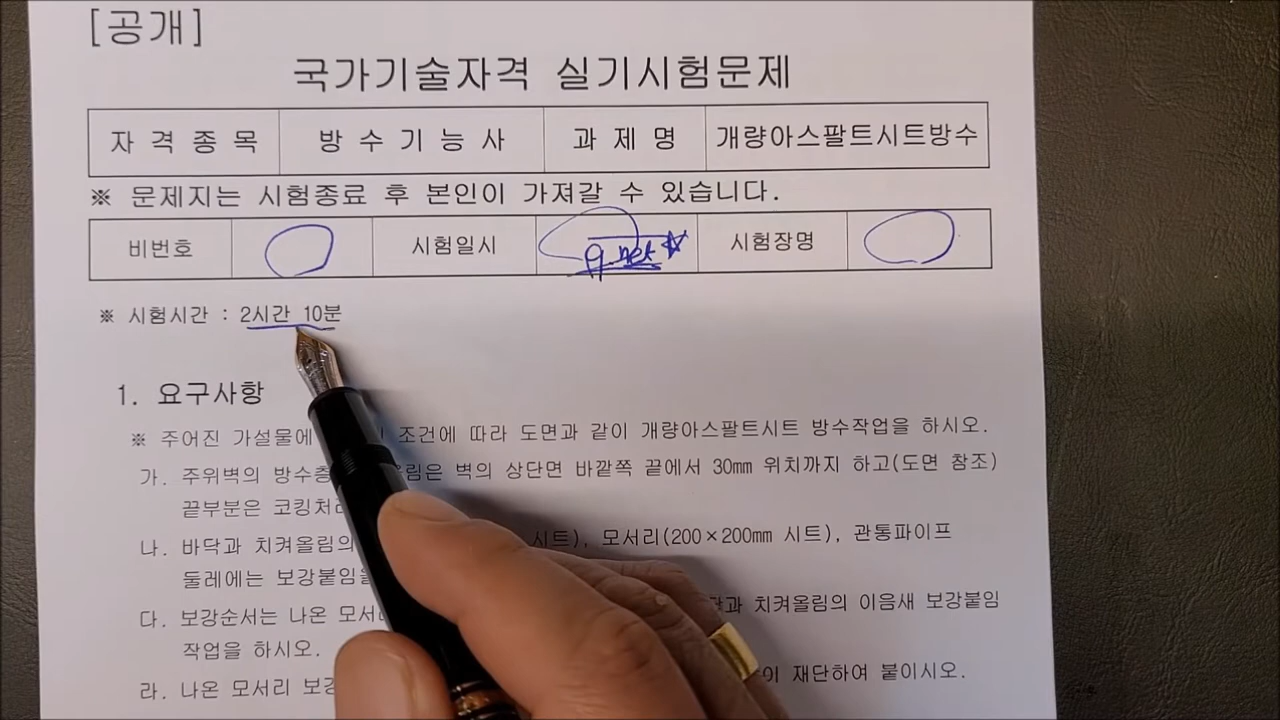 [공개]
국가기술자격 실기시험문제
자격종목 방수기능사 과제명 개량아스팔트시트방수
※ 문제지는 시험종료 후 본인이 가져갈 수 있습니다.
비번호 시험일시 q.net 시험장명
※ 시험시간 : 2시간 10분
1. 요구사항
※ 주어진 가설물에 조건에 따라 도면과 같이 개량아스팔트시트 방수작업을 하시오.
가. 주위벽의 방수층 벽의 상단면 바깥쪽 끝에서 30mm 위치까지 하고(도면 참조)
끝부분은 코킹처리
나. 바닥과 치켜올림의 시트), 모서리(200×200mm 시트), 관통파이프
둘레에는 보강붙임을
다. 보강순서는 나온 모서리 치켜올림의 이음새 보강붙임
작업을 하시오.
라. 나온 모서리 보강 재단하여 붙이시오.